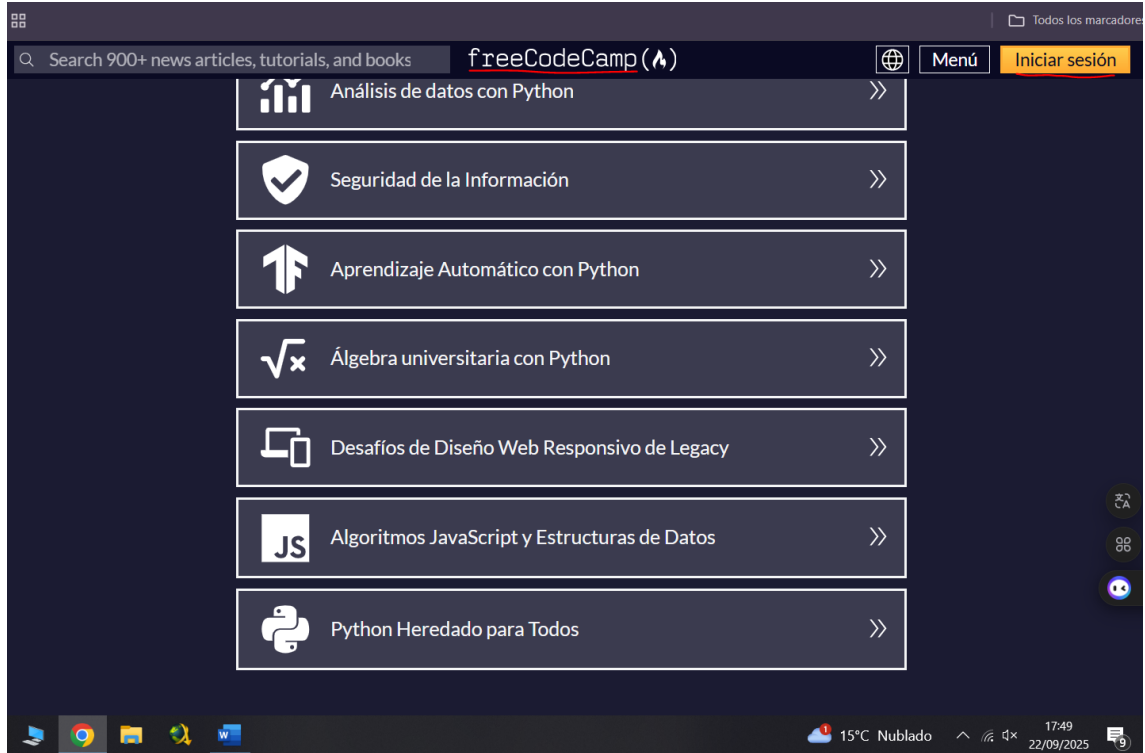 Todos los marcadores
Search 900+ news articles, tutorials, and books
freeCodeCamp
Menú
Iniciar sesión
Análisis de datos con Python
Seguridad de la Información
Aprendizaje Automático con Python
Álgebra universitaria con Python
Desafíos de Diseño Web Responsivo de Legacy
JS
Algoritmos JavaScript y Estructuras de Datos
Python Heredado para Todos
1
15°C Nublado
17:49
22/09/2025
9